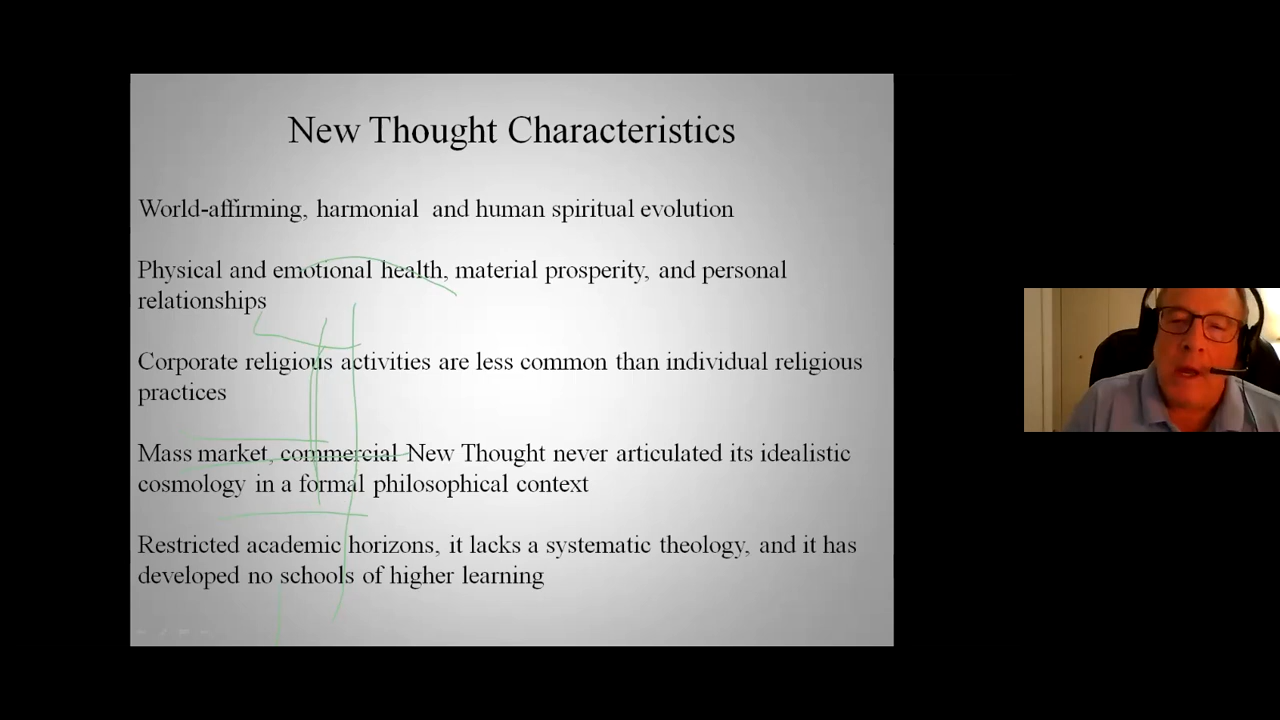 New Thought Characteristics
World-affirming, harmonial and human spiritual evolution
Physical and emotional health, material prosperity, and personal
relationships
Corporate religious activities are less common than individual religious
practices
Mass market, commercial New Thought never articulated its idealistic
cosmology in a formal philosophical context
Restricted academic horizons, it lacks a systematic theology, and it has
developed no schools of higher learning